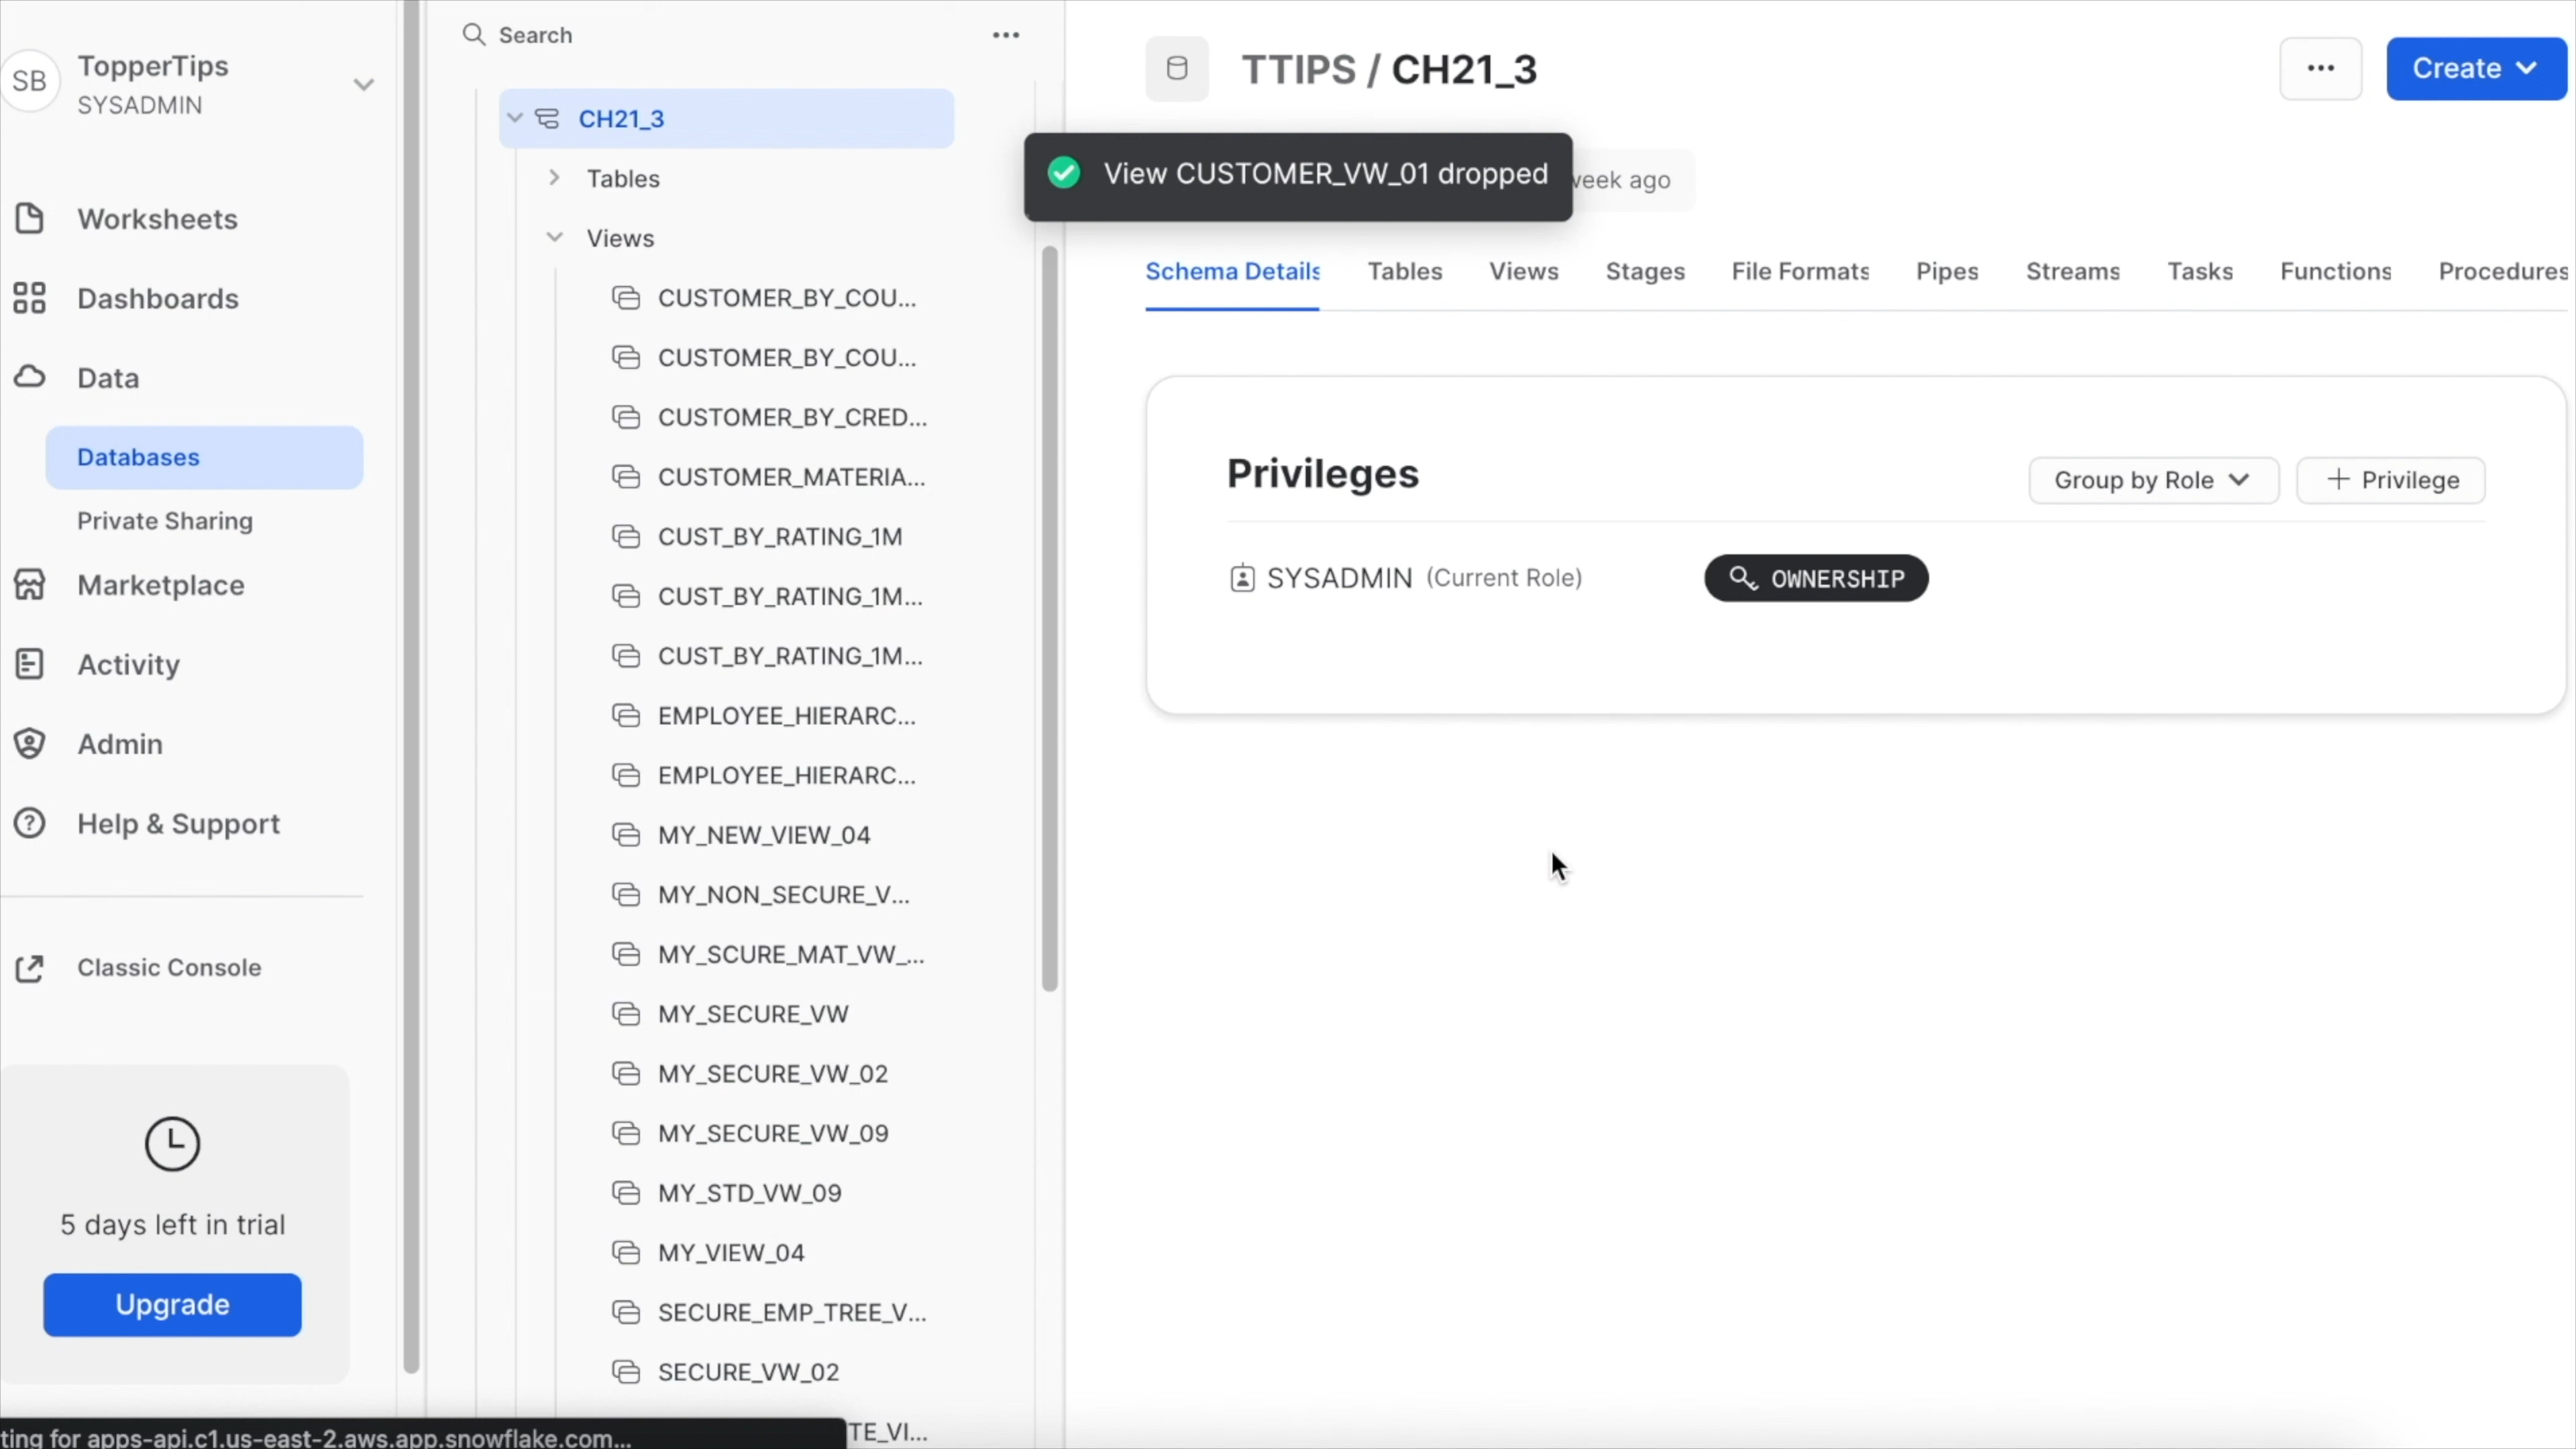 SB
TopperTips
SYSADMIN
Worksheets
Dashboards
Data
Databases
Private Sharing
Marketplace
Activity
Admin
Help & Support
Classic Console
5 days left in trial
Upgrade
ting for apps-api.c1.us-east-2.aws.app.snowflake.com...
Search
CH21_3
Tables
Views
CUSTOMER_BY_COU...
CUSTOMER_BY_COU...
CUSTOMER_BY_CRED...
CUSTOMER_MATERIA...
CUST_BY_RATING_1M
CUST_BY_RATING_1M...
CUST_BY_RATING_1M...
EMPLOYEE_HIERARC...
EMPLOYEE_HIERARC...
MY_NEW_VIEW_04
MY_NON_SECURE_V...
MY_SCURE_MAT_VW_...
MY_SECURE_VW
MY_SECURE_VW_02
MY_SECURE_VW_09
MY_STD_VW_09
MY_VIEW_04
SECURE_EMP_TREE_V...
SECURE_VW_02
TE_VI...
TTIPS / CH21_3
Create
View CUSTOMER_VW_01 dropped
week ago
Schema Details Tables Views Stages File Formats Pipes Streams Tasks Functions Procedures
Privileges
Group by Role
+ Privilege
SYSADMIN (Current Role) OWNERSHIP